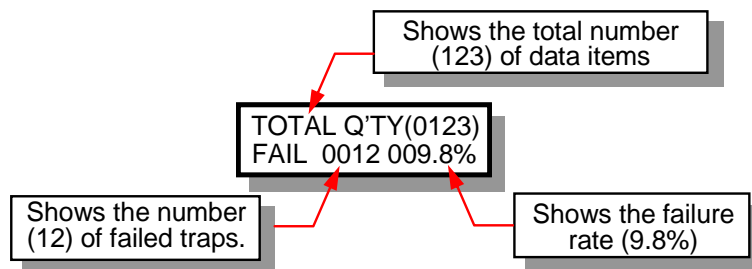 Shows the total number
(123) of data items
TOTAL Q'TY(0123)
FAIL 0012 009.8%
Shows the number
(12) of failed traps.
Shows the failure
rate (9.8%)